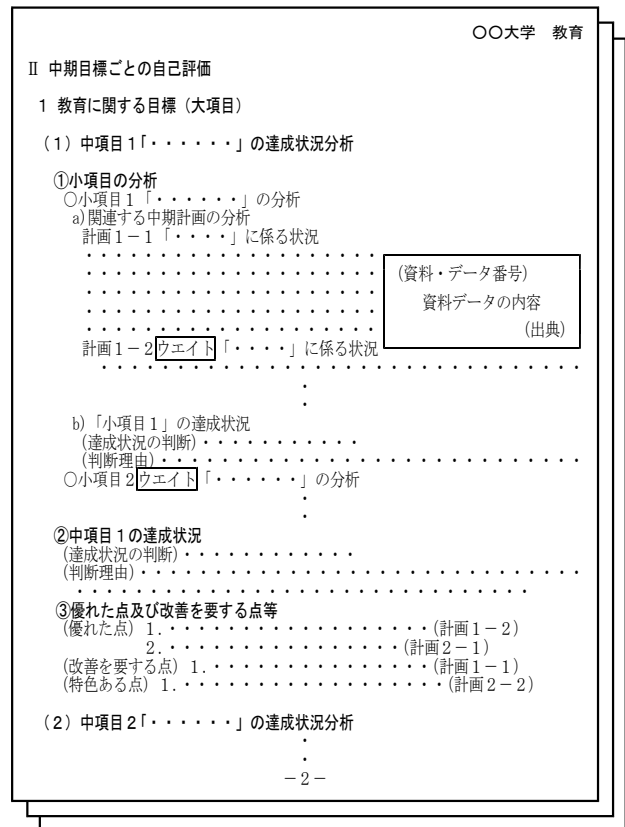 ○○大学　教育
Ⅱ 中期目標ごとの自己評価
１ 教育に関する目標（大項目）
（１）中項目１「・・・・・・」の達成状況分析
①小項目の分析
○小項目１「・・・・・・」の分析
a)関連する中期計画の分析
計画１－１「・・・・」に係る状況
・・・・・・・・・・・・・・・・・・・・
・・・・・・・・・・・・・・・・・・・・
・・・・・・・・・・・・・・・・・・・・
・・・・・・・・・・・・・・・・・・・・
・・・・・・・・・・・・・・・・・・・・
(資料・データ番号)
資料データの内容
(出典)
計画１－２ウエイト「・・・・」に係る状況
・・・・・・・・・・・・・・・・・・・・・・・・・・・・・・・・・
・
・
b)「小項目１」の達成状況
(達成状況の判断)・・・・・・・・・・・
(判断理由)・・・・・・・・・・・・・・・・・・・・・・・・・・・・・
○小項目２ウエイト「・・・・・・」の分析
・
・
②中項目１の達成状況
(達成状況の判断)・・・・・・・・・・・・
(判断理由)・・・・・・・・・・・・・・・・・・・・・・・・・・・・・・
・・・・・・・・・・・・・・・・・・・・・・・・・・・・・・・
③優れた点及び改善を要する点等
(優れた点) １.・・・・・・・・・・・・・・・・・・(計画１－２)
２.・・・・・・・・・・・・・・・・(計画２－１)
(改善を要する点) １.・・・・・・・・・・・・・・・(計画１－１)
(特色ある点) １.・・・・・・・・・・・・・・・・・・(計画２－２)
（２）中項目２「・・・・・・」の達成状況分析
・
・
－２－